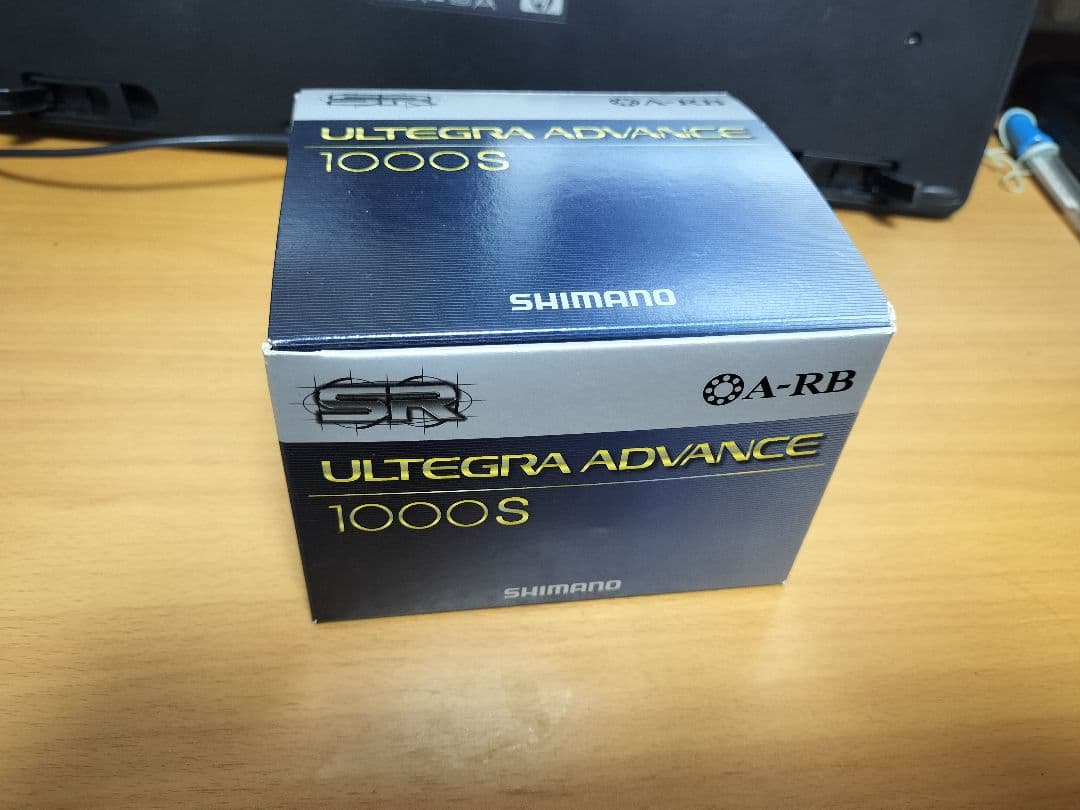 SR
A-RB
ULTEGRA ADVANCE
1000S
SHIMANO
SR
A-RB
ULTEGRA ADVANCE
1000S
SHIMANO